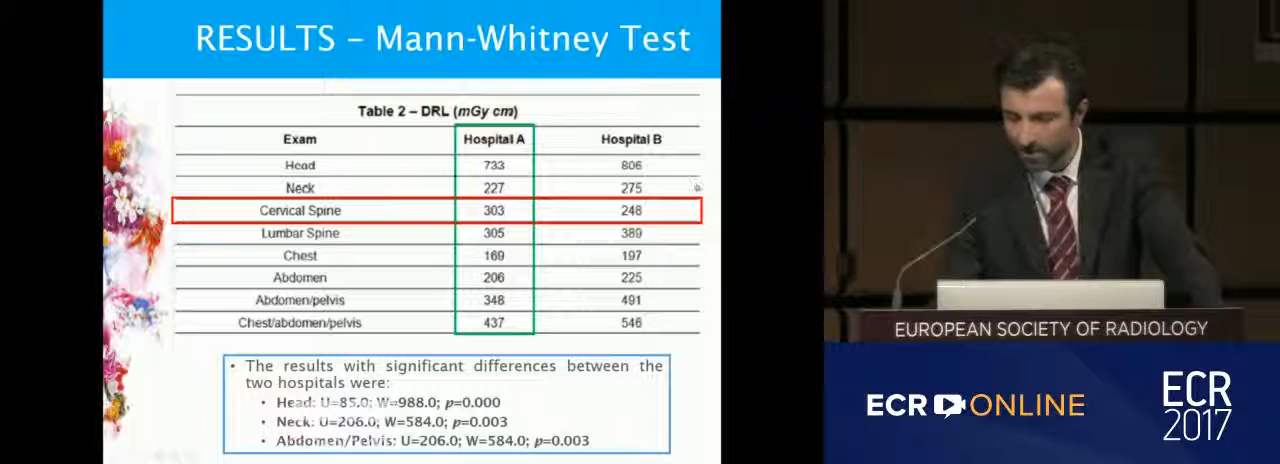 RESULTS – Mann-Whitney Test
Table 2 – DRL (mGy cm)
Exam Hospital A Hospital B
Head 733 806
Neck 227 275
Cervical Spine 303 248
Lumbar Spine 305 389
Chest 169 197
Abdomen 206 225
Abdomen/pelvis 348 491
Chest/abdomen/pelvis 437 546
• The results with significant differences between the
two hospitals were:
• Head: U=85.0; W=988.0; p=0.000
• Neck: U=206.0; W=584.0; p=0.003
• Abdomen/Pelvis: U=206.0; W=584.0; p=0.003
EUROPEAN SOCIETY OF RADIOLOGY
ECR ONLINE
ECR
2017